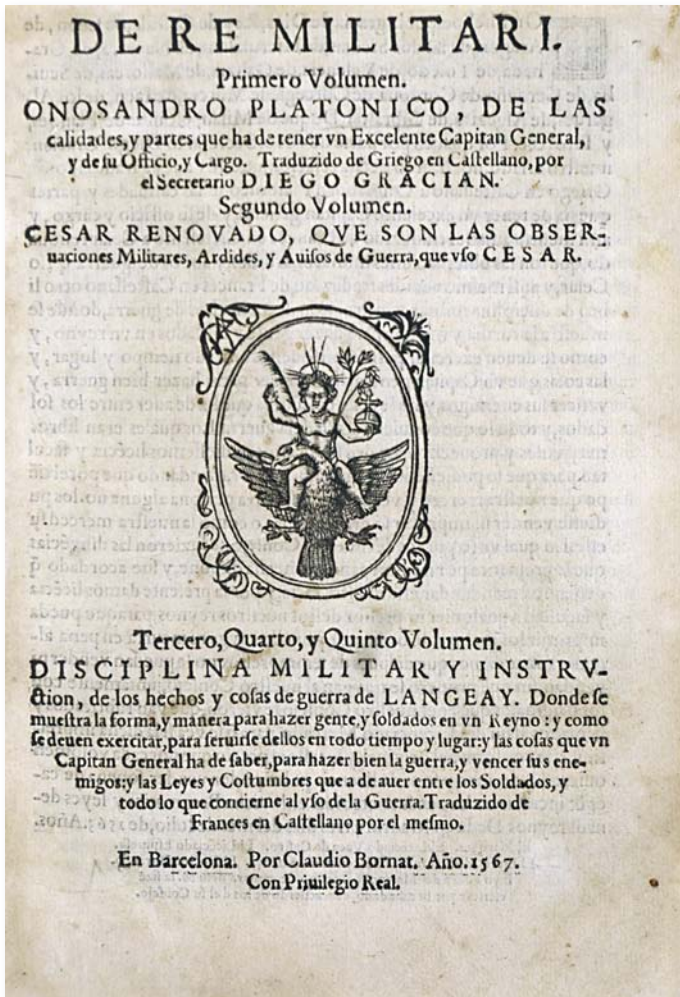 DE RE MILITARI.
Primero Volumen.
ONOSANDRO PLATONICO, DE LAS
calidades, y partes que ha de tener vn Excelente Capitan General,
y de su Officio, y Cargo. Traduzido de Griego en Castellano, por
el Secretario DIEGO GRACIAN.
Segundo Volumen.
CESAR RENOVADO, QVE SON LAS OBSER-
uaciones Militares, Ardides, y Auisos de Guerra, que vso CESAR.
Tercero, Quarto, y Quinto Volumen.
DISCIPLINA MILITAR Y INSTRV-
ction, de los hechos y cosas de guerra de LANGEAY. Donde se
muestra la forma, y manera para hazer gente, y soldados en vn Reyno: y como
se deuen exercitar, para seruirse dellos en todo tiempo y lugar: y las cosas que vn
Capitan General ha de saber, para hazer bien la guerra, y vencer sus ene-
migos: y las Leyes y Costumbres que a de auer entre los Soldados, y
todo lo que concierne al vso de la Guerra. Traduzido de
Frances en Castellano por el mesmo.
En Barcelona. Por Claudio Bornat. Año. 1567.
Con Priuilegio Real.